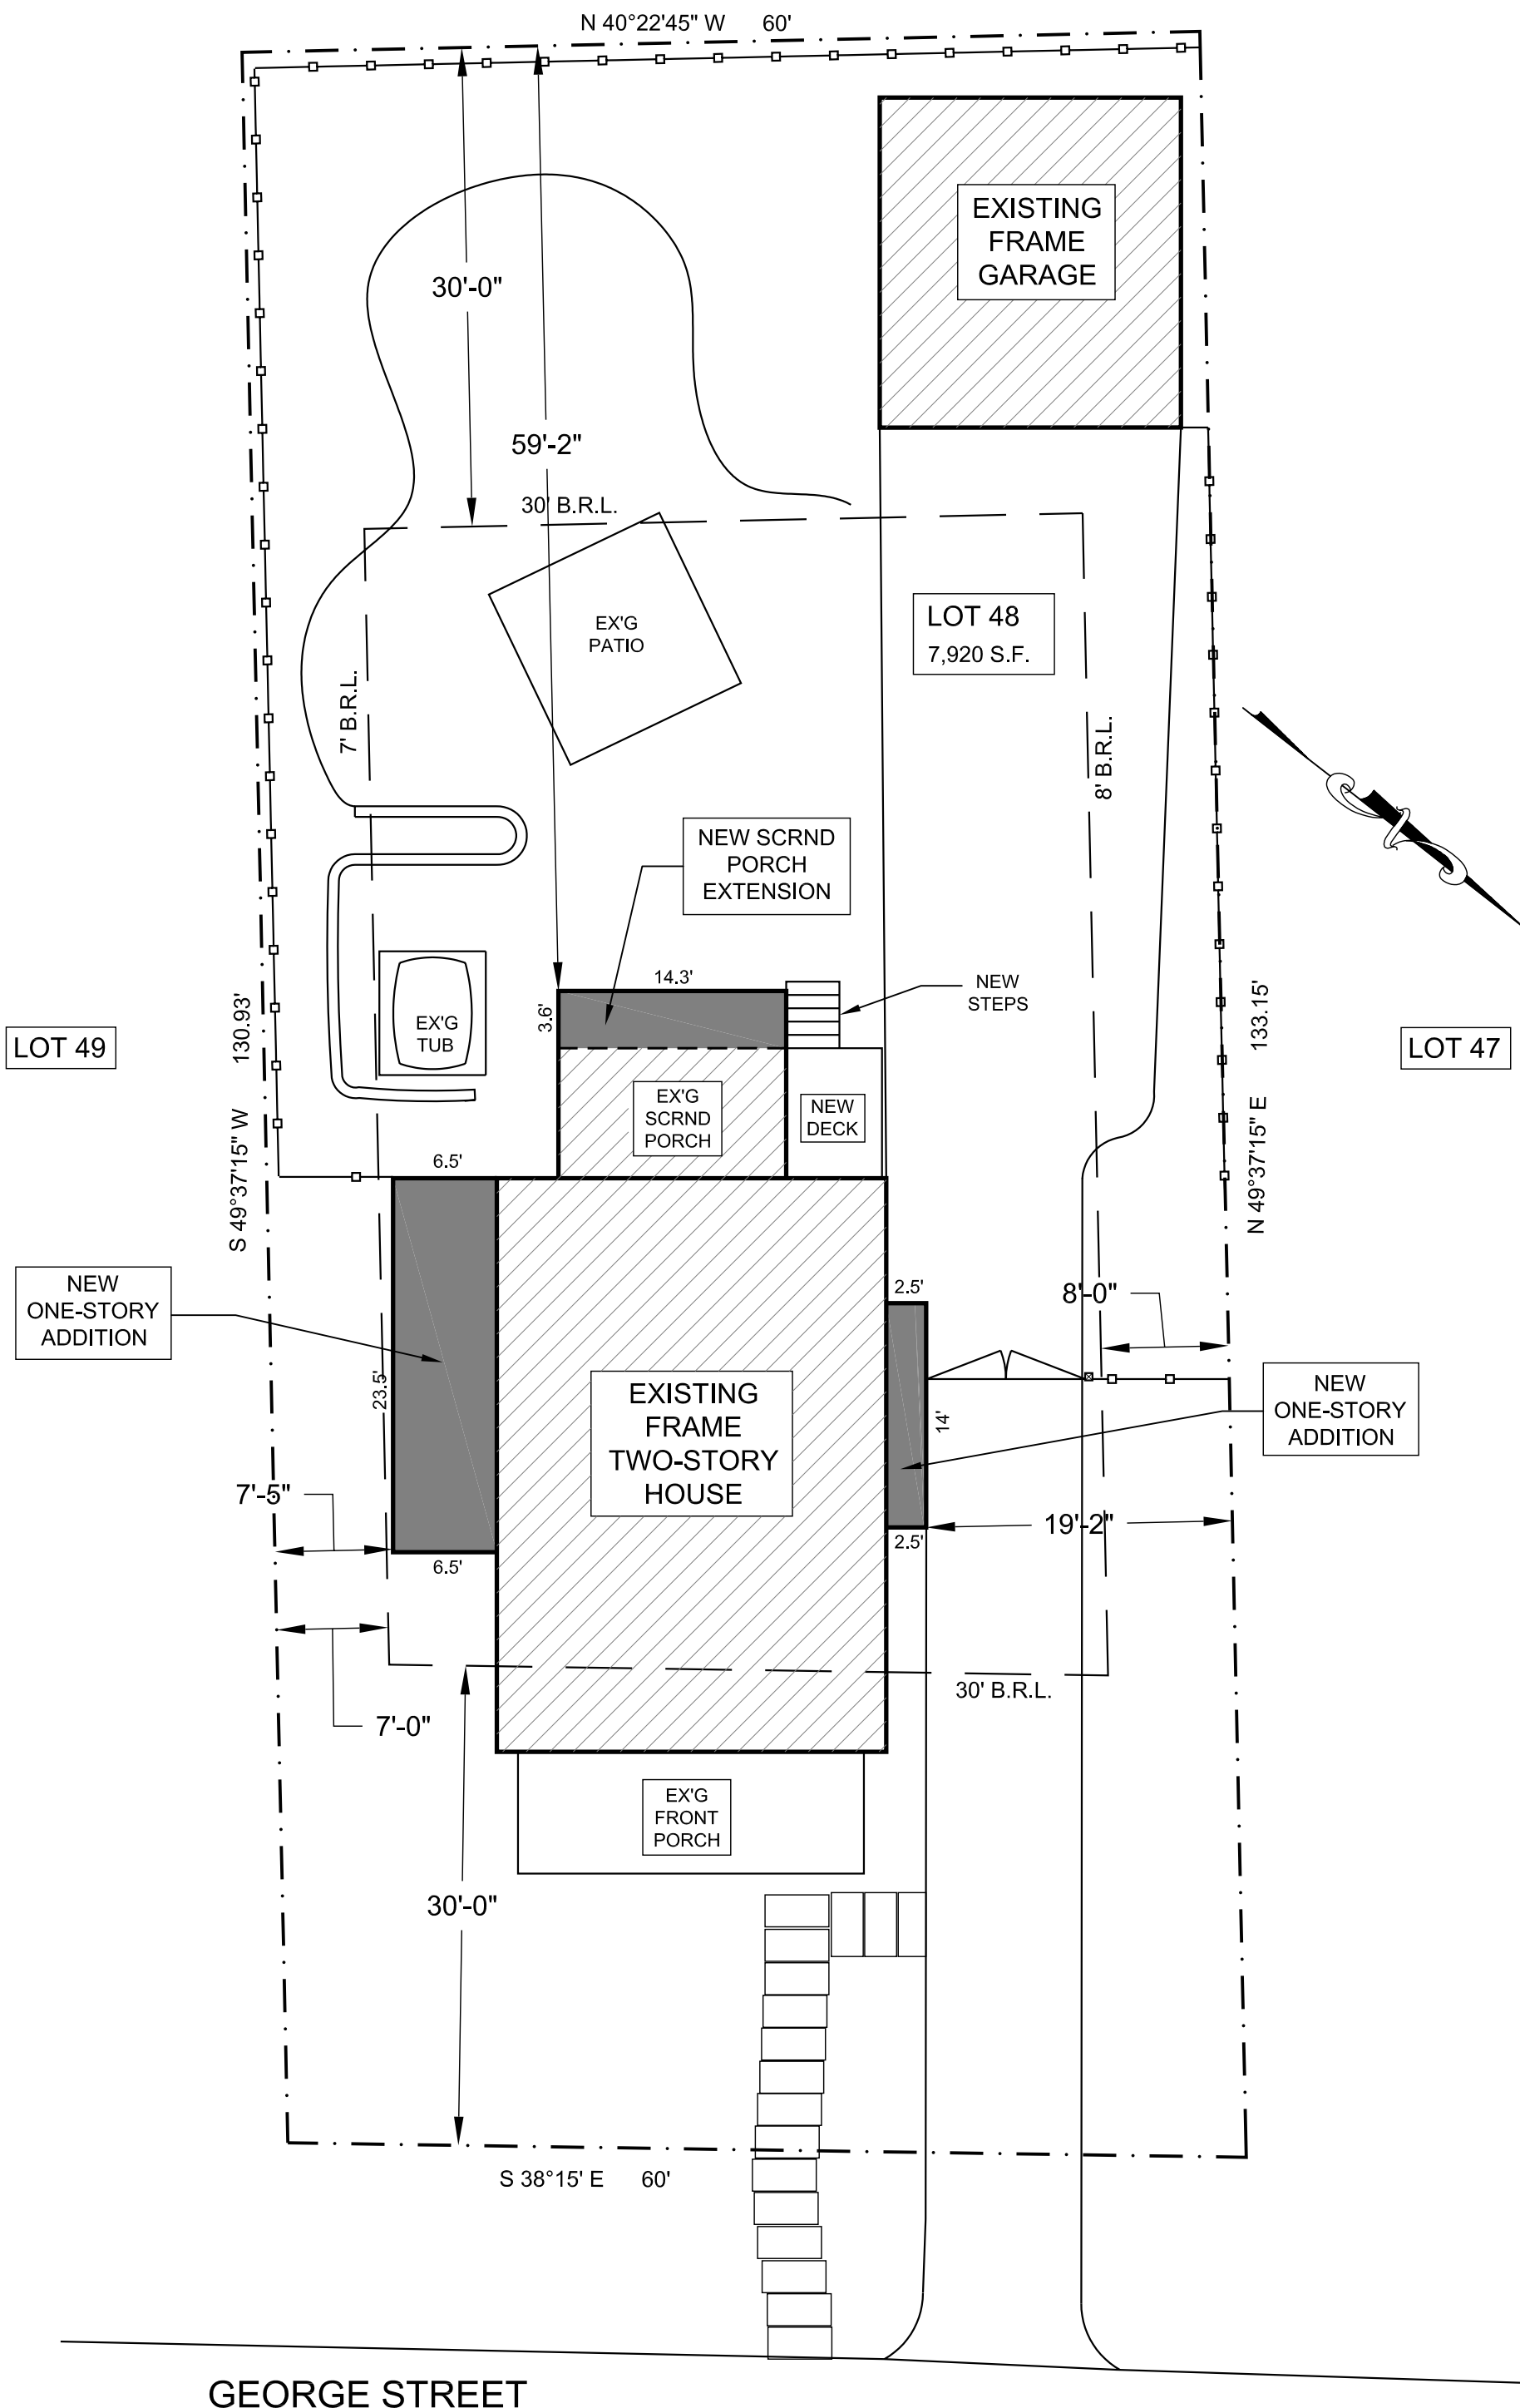 N 40°22'45" W 60'
EXISTING
FRAME
GARAGE
30'-0"
59'-2"
30' B.R.L.
EX'G
PATIO
LOT 48
7,920 S.F.
7' B.R.L.
8' B.R.L.
NEW SCRND
PORCH
EXTENSION
14.3'
3.6'
NEW
STEPS
EX'G
TUB
LOT 49
S 49°37'15" W 130.93'
N 49°37'15" E 133.15'
LOT 47
EX'G
SCRND
PORCH
NEW
DECK
6.5'
NEW
ONE-STORY
ADDITION
2.5'
8'-0"
23.5'
EXISTING
FRAME
TWO-STORY
HOUSE
14'
NEW
ONE-STORY
ADDITION
7'-5"
19'-2"
6.5'
2.5'
30' B.R.L.
7'-0"
EX'G
FRONT
PORCH
30'-0"
S 38°15' E 60'
GEORGE STREET